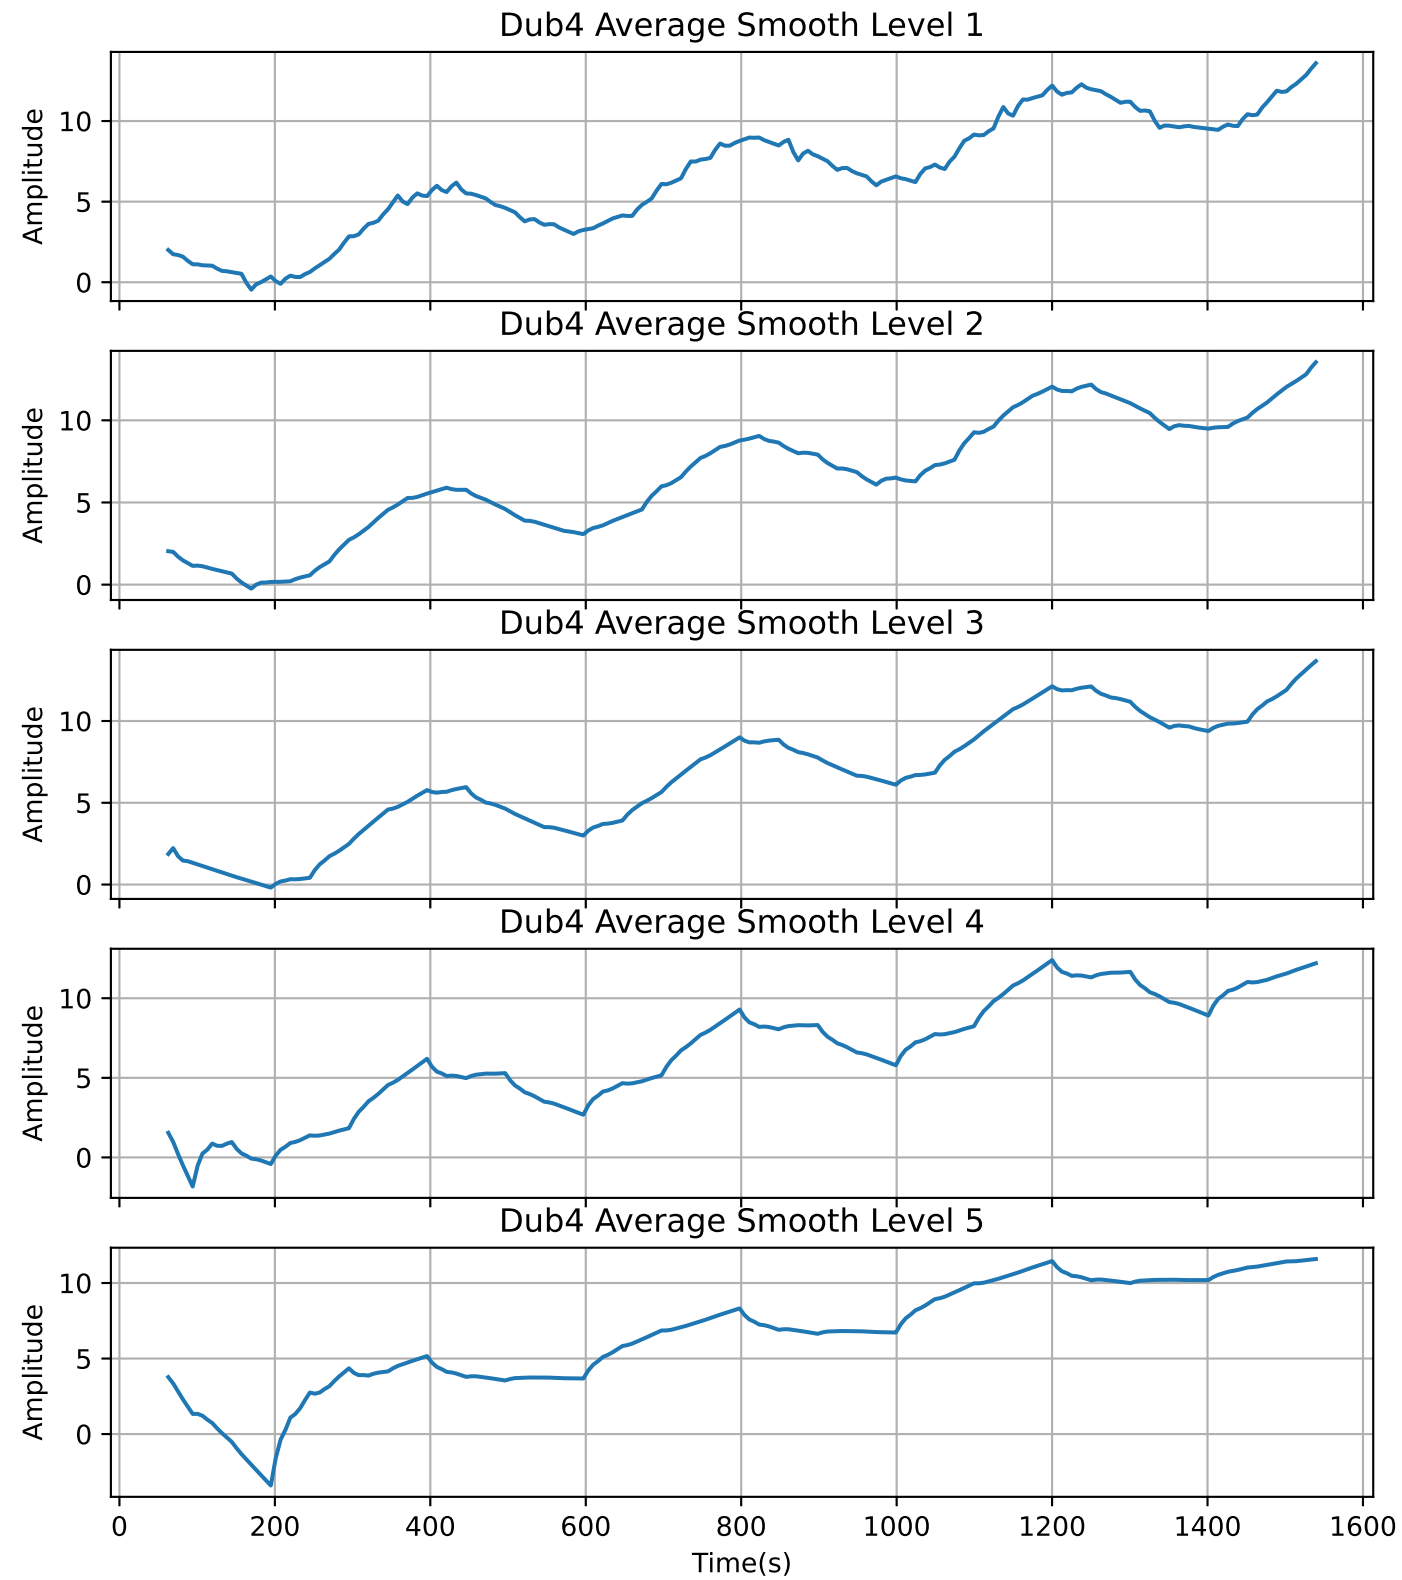 Dub4 Average Smooth Level 1
Amplitude
10
5
0
Dub4 Average Smooth Level 2
Amplitude
10
5
0
Dub4 Average Smooth Level 3
Amplitude
10
5
0
Dub4 Average Smooth Level 4
Amplitude
10
5
0
Dub4 Average Smooth Level 5
Amplitude
10
5
0
0 200 400 600 800 1000 1200 1400 1600
Time(s)